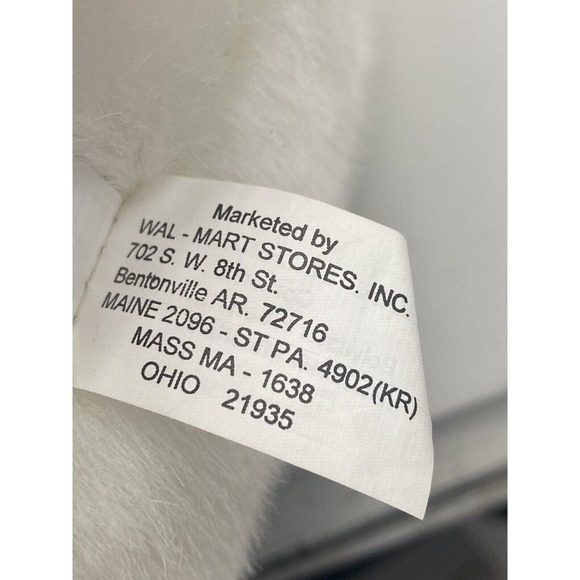 Marketed by
WAL - MART STORES. INC.
702 S. W. 8th St.
Bentonville AR. 72716
MAINE 2096 - ST PA. 4902(KR)
MASS MA - 1638
OHIO 21935